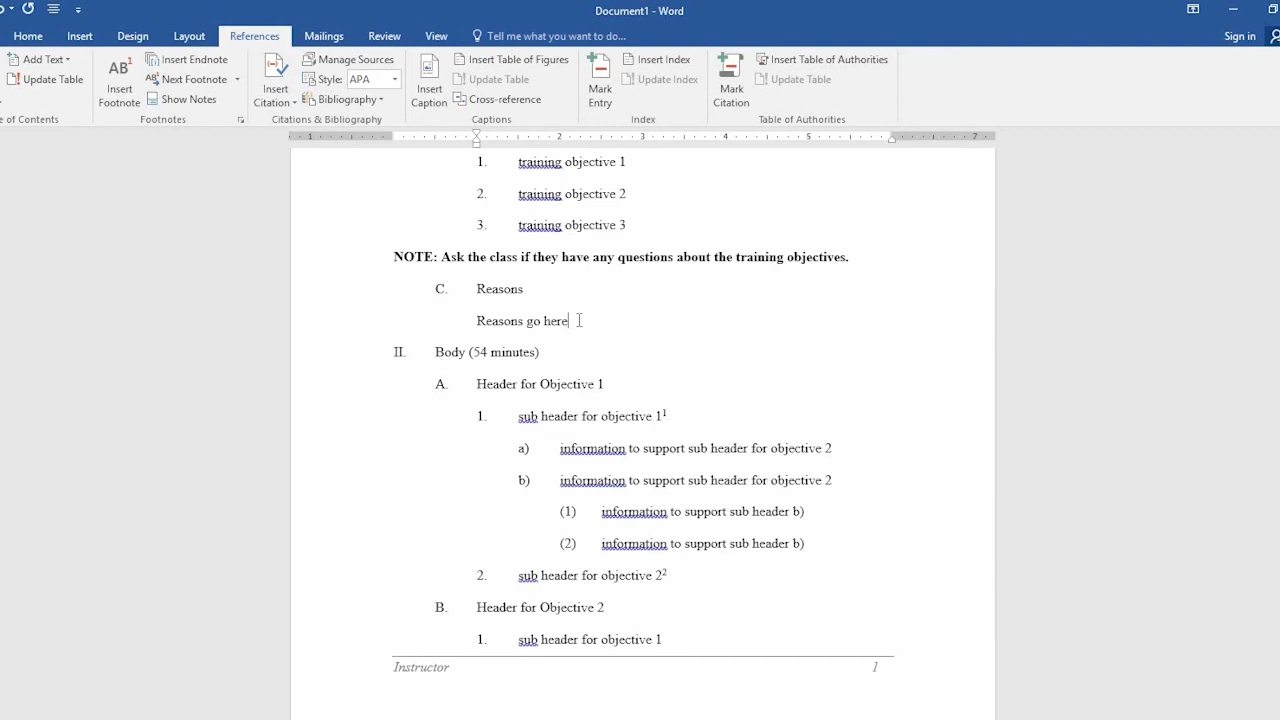 Document1 - Word
Home Insert Design Layout References Mailings Review View Tell me what you want to do... Sign in
Add Text Insert Endnote Manage Sources Insert Table of Figures Insert Index Insert Table of Authorities
Update Table Next Footnote Style: APA Update Table Update Index Update Table
Insert Footnote Show Notes Insert Citation Bibliography Insert Caption Cross-reference Mark Entry Mark Citation
e of Contents Footnotes Citations & Bibliography Captions Index Table of Authorities
1 2 3 4 5 7
1. training objective 1
2. training objective 2
3. training objective 3
NOTE: Ask the class if they have any questions about the training objectives.
C. Reasons
Reasons go here
II. Body (54 minutes)
A. Header for Objective 1
1. sub header for objective 1¹
a) information to support sub header for objective 2
b) information to support sub header for objective 2
(1) information to support sub header b)
(2) information to support sub header b)
2. sub header for objective 2²
B. Header for Objective 2
1. sub header for objective 1
Instructor 1